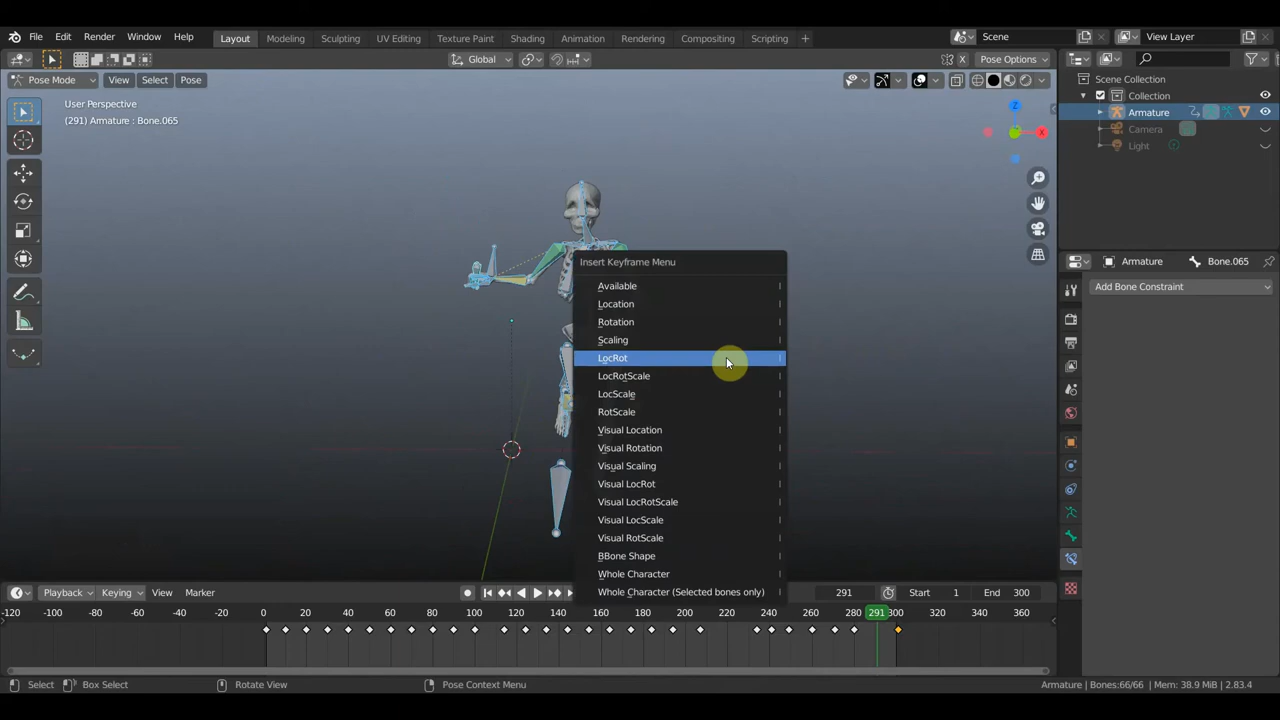 File Edit Render Window Help Layout Modeling Sculpting UV Editing Texture Paint Shading Animation Rendering Compositing Scripting + Scene View Layer
Global Pose Options
Pose Mode View Select Pose
Scene Collection
Collection
Armature
Camera
Light
User Perspective
(291) Armature : Bone.065
Z
X
X
Insert Keyframe Menu
Available I
Location I
Rotation I
Scaling I
LocRot I
LocRotScale I
LocScale I
RotScale I
Visual Location I
Visual Rotation I
Visual Scaling I
Visual LocRot I
Visual LocRotScale I
Visual LocScale I
Visual RotScale I
BBone Shape I
Whole Character I
Whole Character (Selected bones only) I
Armature Bone.065
Add Bone Constraint
Playback Keying View Marker 291 Start 1 End 300
-120 -100 -80 -60 -40 -20 0 20 40 60 80 100 120 140 160 180 200 220 240 260 280 291 300 320 340 360
Select Box Select Rotate View Pose Context Menu Armature | Bones:66/66 | Mem: 38.9 MiB | 2.83.4